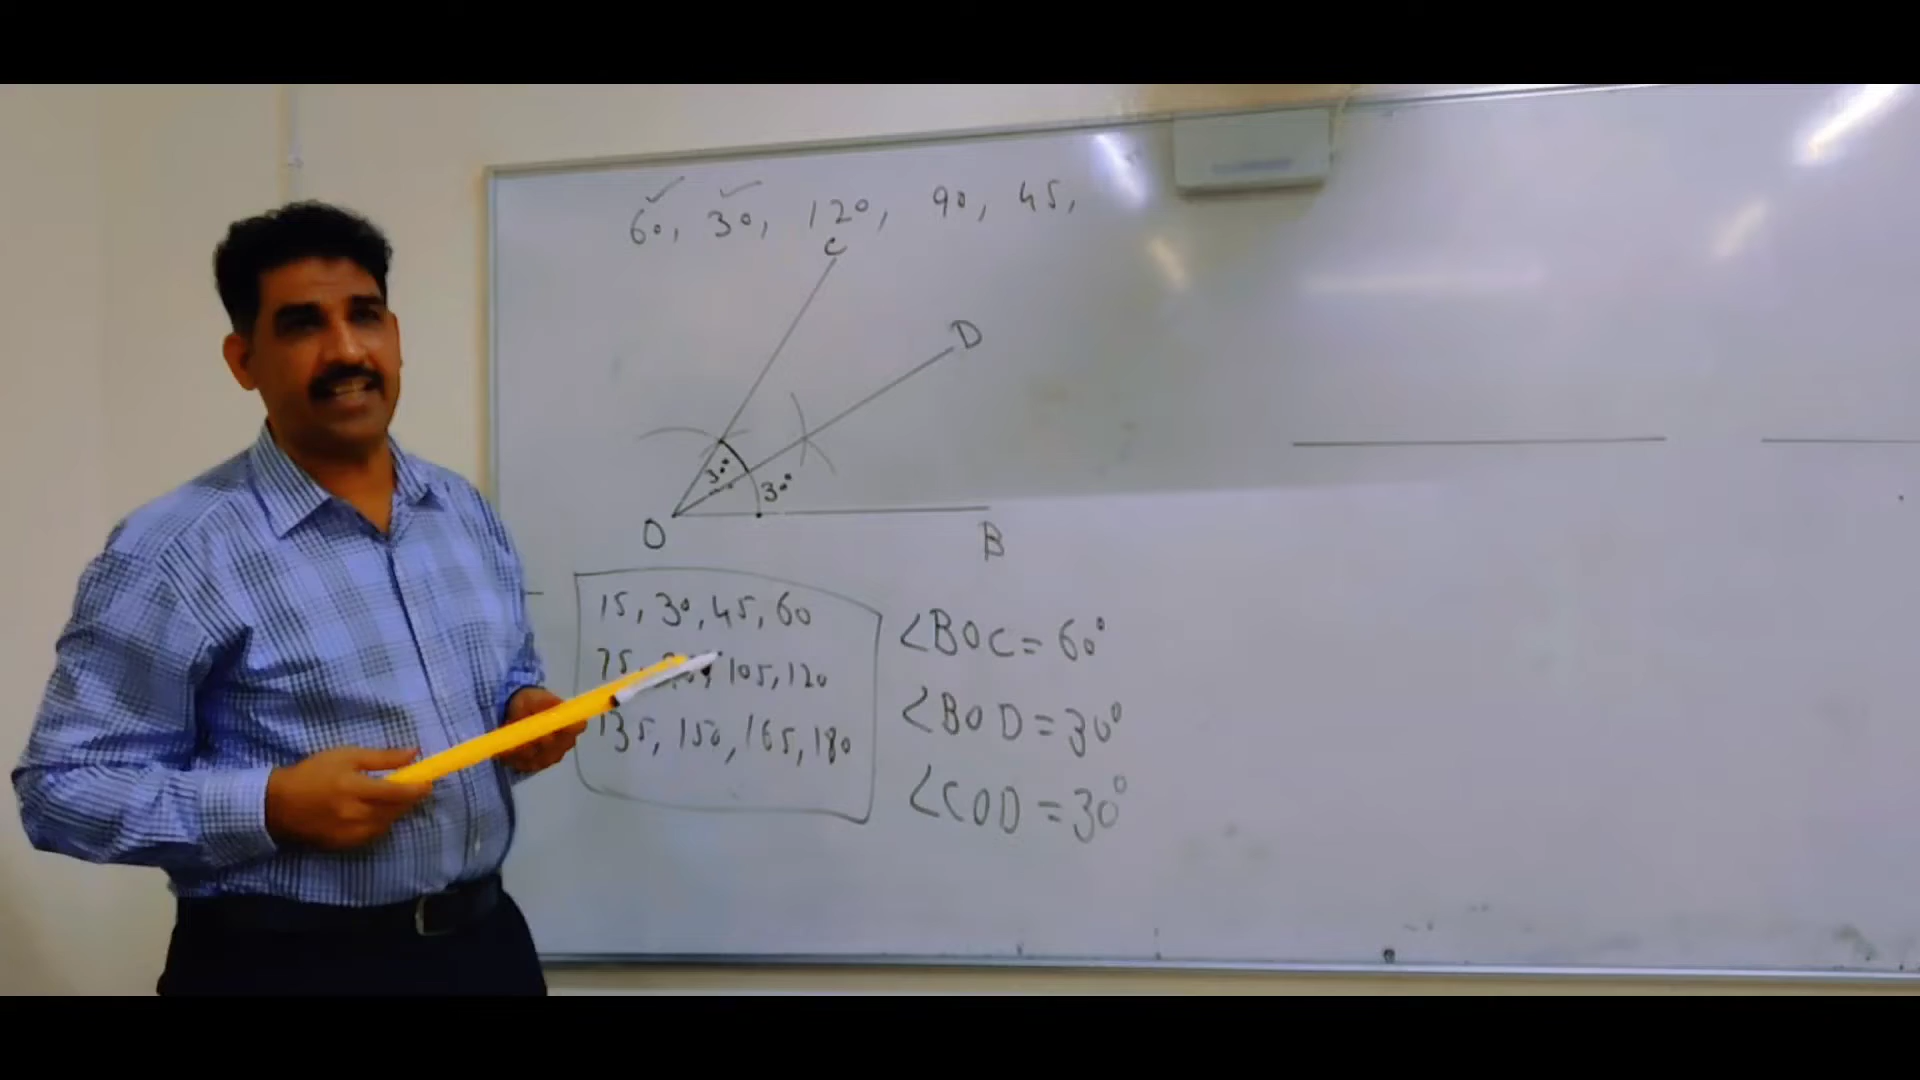 60, 30, 120, 90, 45,
C
D
30°
30°
O
B
15, 30, 45, 60
75, 105, 120
135, 150, 165, 180
∠BOC = 60°
∠BOD = 30°
∠COD = 30°